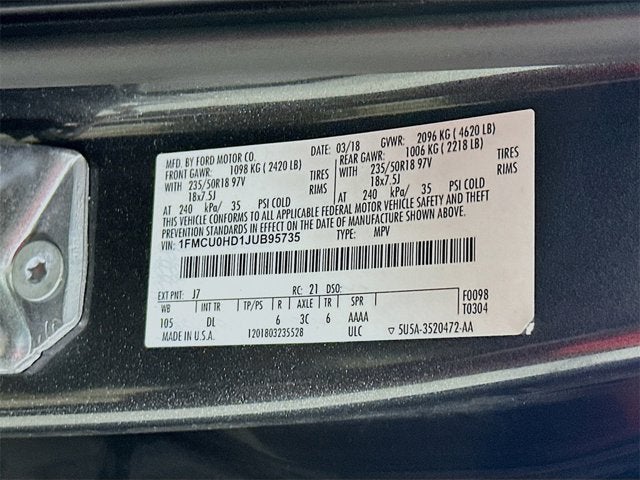 MFD. BY FORD MOTOR CO. DATE: 03/18 GVWR: 2096 KG ( 4620 LB)
FRONT GAWR: 1098 KG ( 2420 LB) REAR GAWR: 1006 KG ( 2218 LB)
WITH 235/50R18 97V TIRES WITH 235/50R18 97V TIRES
18x7.5J RIMS 18x7.5J RIMS
AT 240 kPa/ 35 PSI COLD AT 240 kPa/ 35 PSI COLD
THIS VEHICLE CONFORMS TO ALL APPLICABLE FEDERAL MOTOR VEHICLE SAFETY AND THEFT
PREVENTION STANDARDS IN EFFECT ON THE DATE OF MANUFACTURE SHOWN ABOVE.
VIN: 1FMCU0HD1JUB95735 TYPE: MPV
EXT PNT: J7 RC: 21 DSO: F0098
WB INT TR TP/PS R AXLE TR SPR T0304
105 DL 6 3C 6 AAAA
MADE IN U.S.A. 1201803235528 ULC ▽ 5U5A-3520472-AA